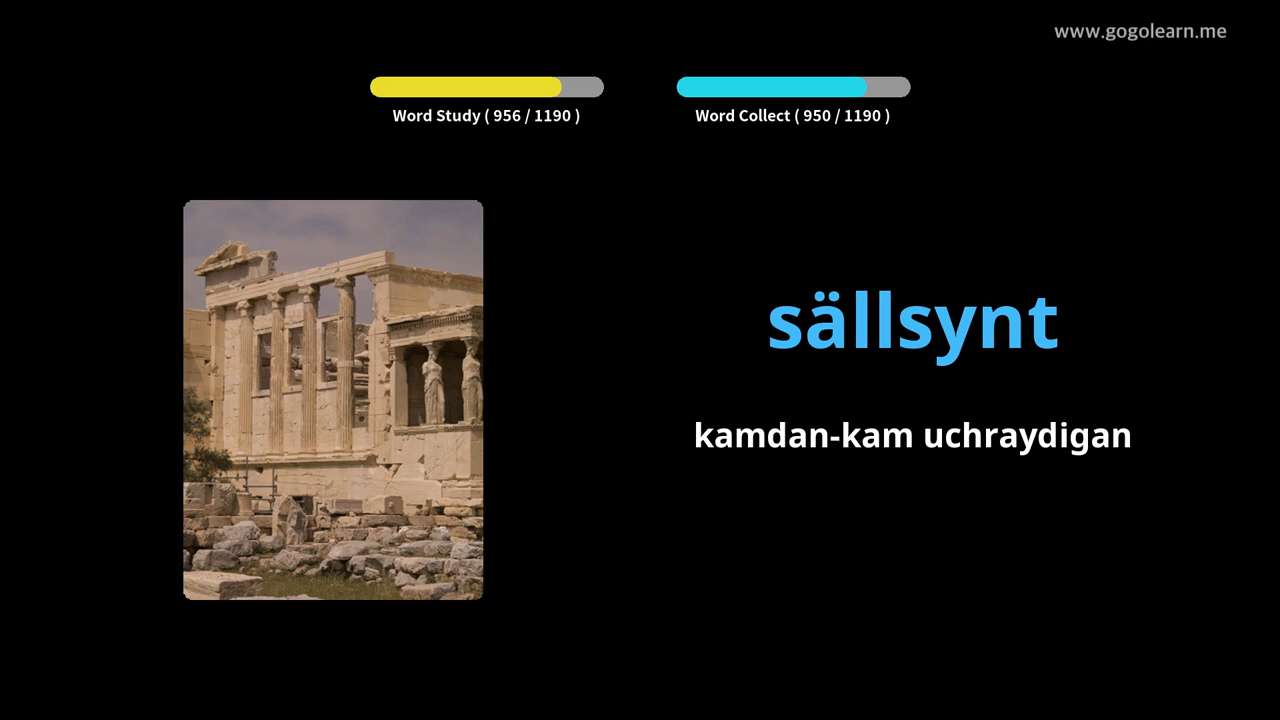 www.gogolearn.me
Word Study ( 956 / 1190 )
Word Collect ( 950 / 1190 )
sällsynt
kamdan-kam uchraydigan